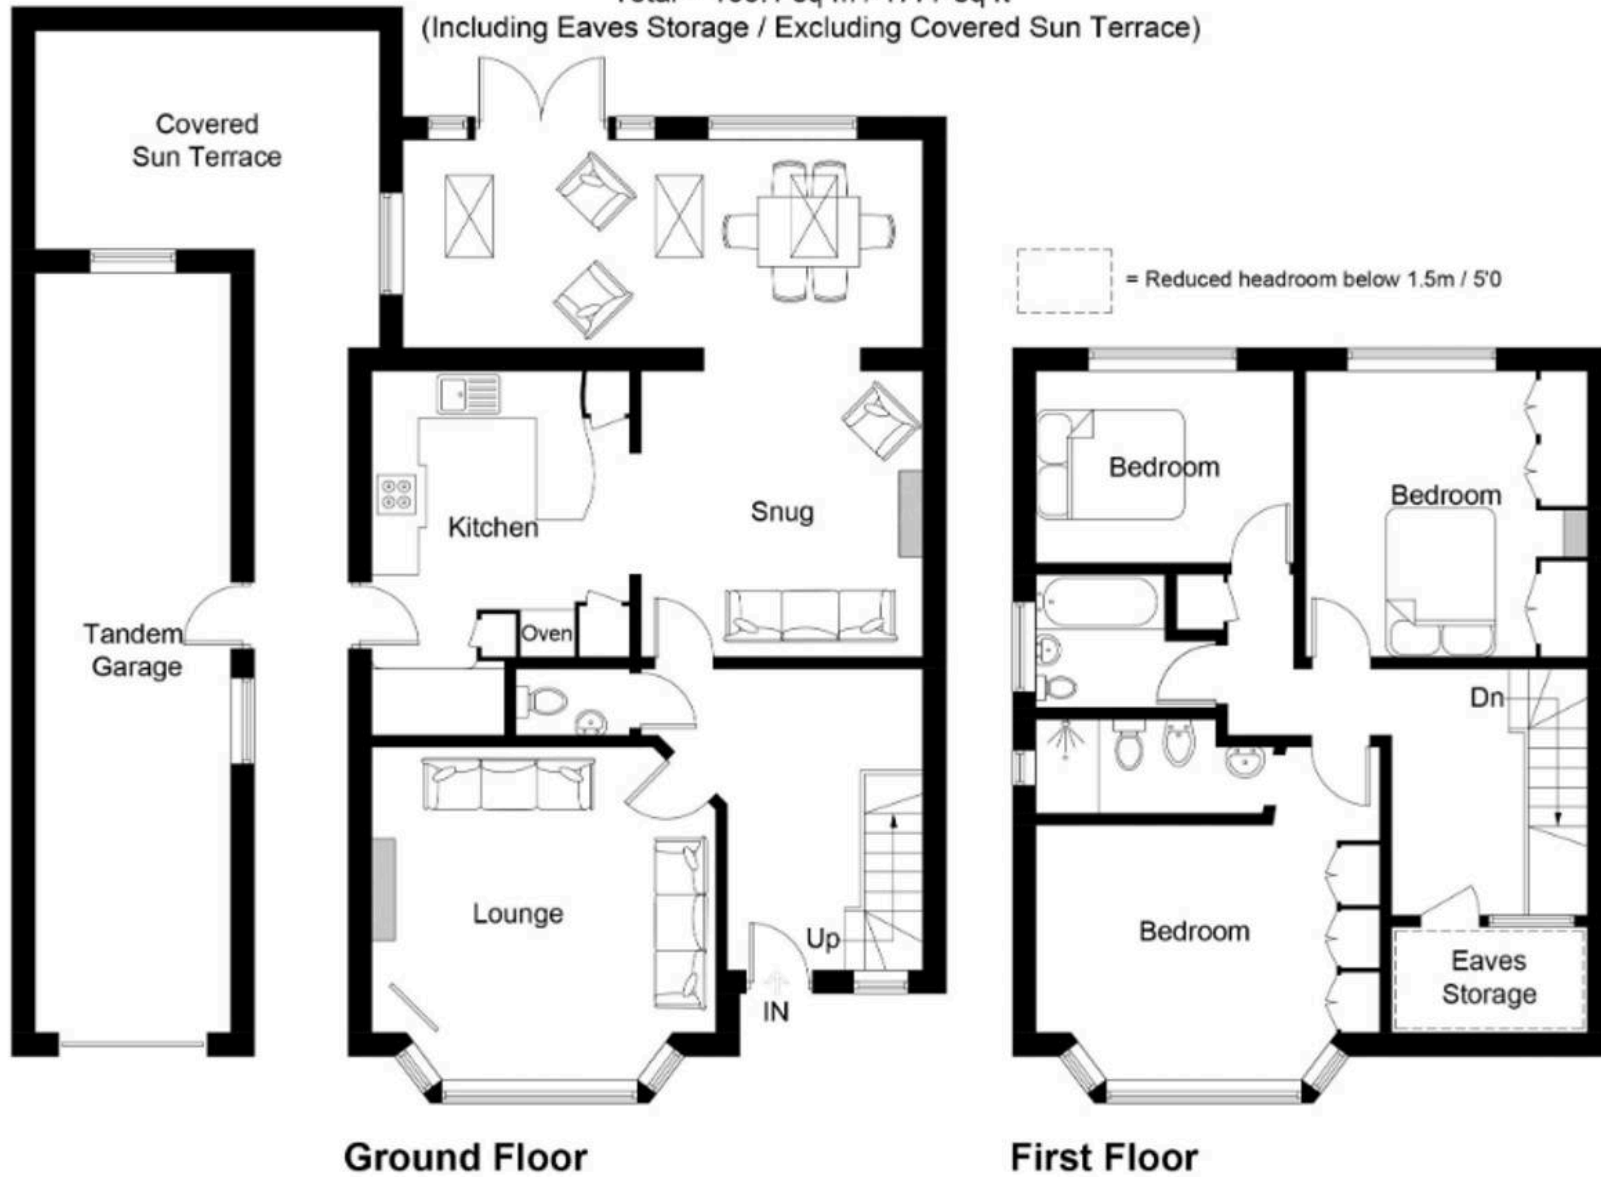 (Including Eaves Storage / Excluding Covered Sun Terrace)
Covered
Sun Terrace
= Reduced headroom below 1.5m / 5'0
Bedroom
Bedroom
Snug
Kitchen
Oven
Tandem
Garage
Dn
Lounge
Up
IN
Bedroom
Eaves
Storage
Ground Floor
First Floor